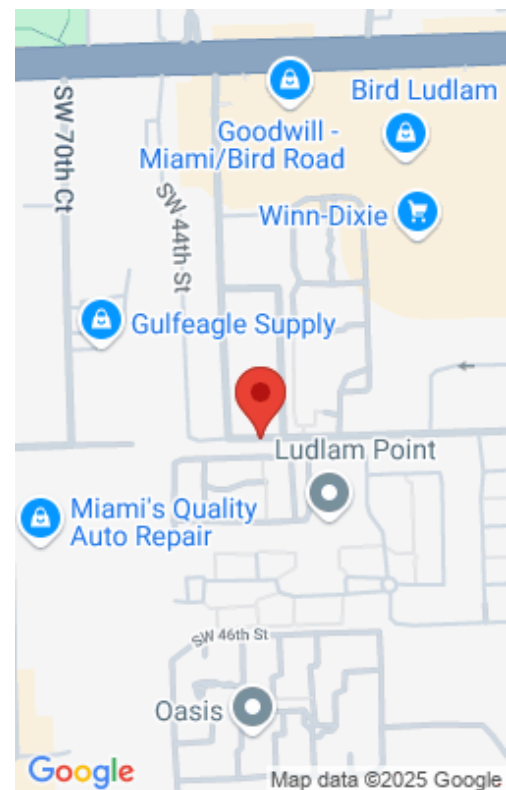 SW 70th Ct
Goodwill -
Miami/Bird Road
Bird Ludlam
Winn-Dixie
SW 44th St
Gulfeagle Supply
Ludlam Point
Miami's Quality
Auto Repair
SW 46th St
Oasis
Google
Map data ©2025 Google